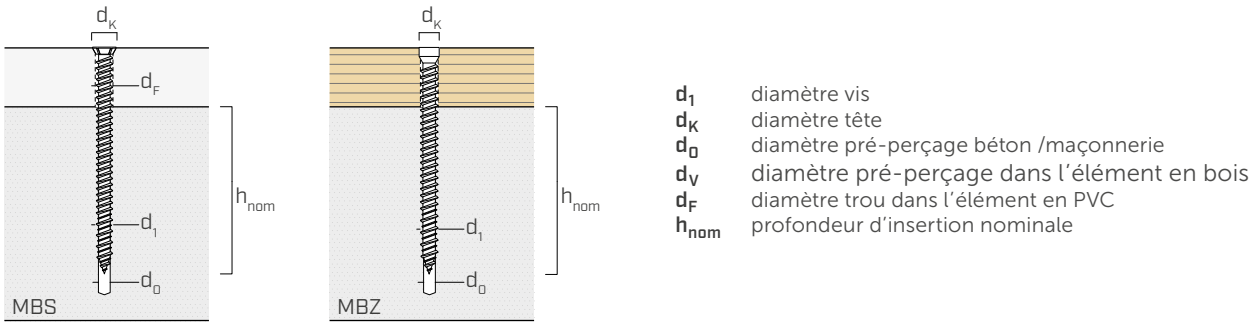 dK
dF
hnom
d1
d0
MBS
dK
hnom
d1
d0
MBZ
d1 diamètre vis
dK diamètre tête
d0 diamètre pré-perçage béton /maçonnerie
dV diamètre pré-perçage dans l’élément en bois
dF diamètre trou dans l’élément en PVC
hnom profondeur d’insertion nominale